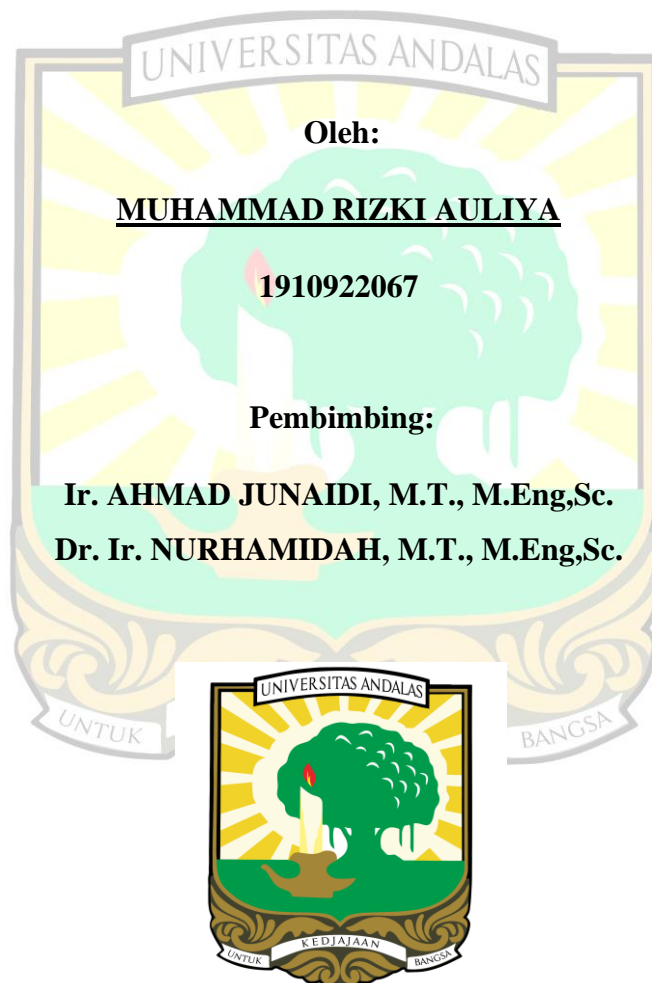 UNIVERSITAS ANDALAS
Oleh:
MUHAMMAD RIZKI AULIYA
1910922067
Pembimbing:
Ir. AHMAD JUNAIDI, M.T., M.Eng,Sc.
Dr. Ir. NURHAMIDAH, M.T., M.Eng,Sc.
UNTUK
BANGSA
UNIVERSITAS ANDALAS
UNTUK KEDJAJAAN BANGSA